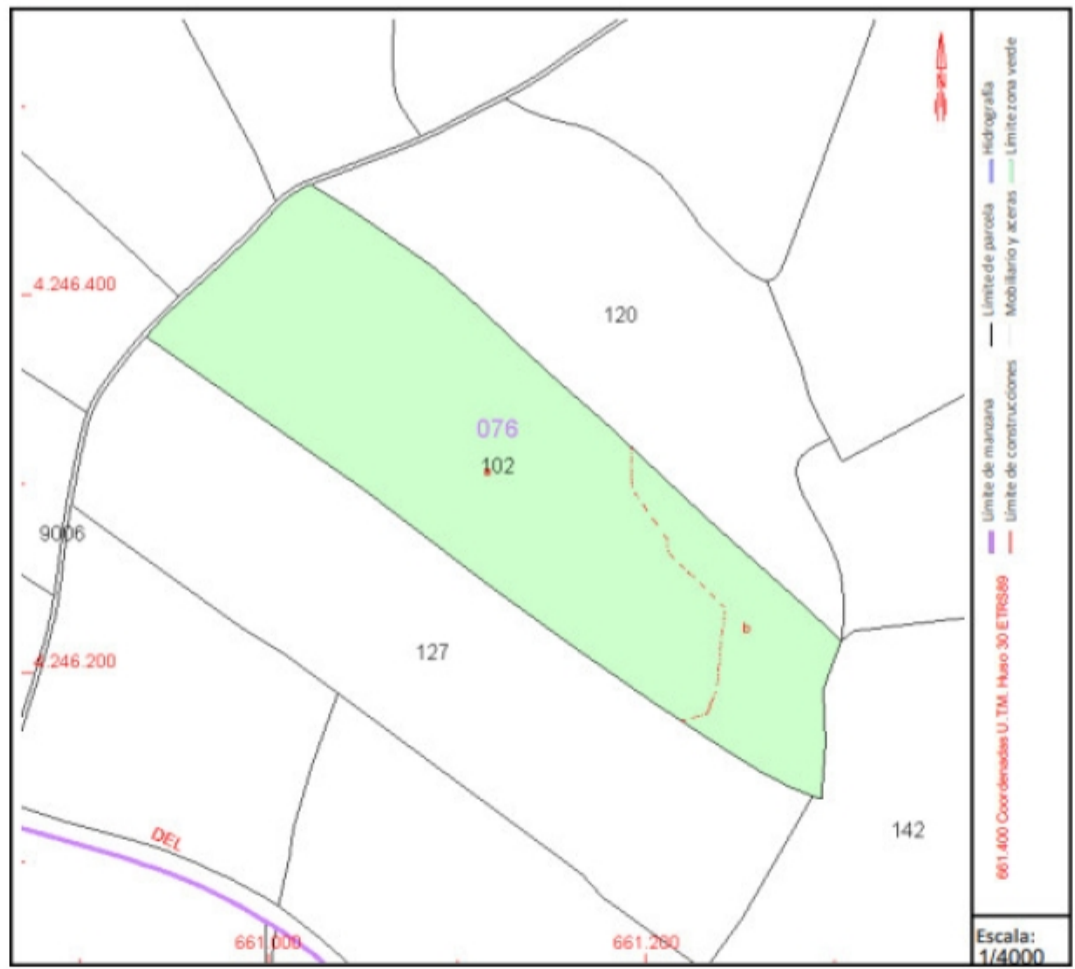 4.246.400
120
076
102
9006
127
4.246.200
b
142
DEL
661.000
661.200
Límite de manzana
Límite de parcela
Hidrografía
Límite de construcciones
Mobiliario y aceras
Límite zona verde
661.400 Coordenadas U.T.M. Huso 30 ETRS89
Escala:
1/4000